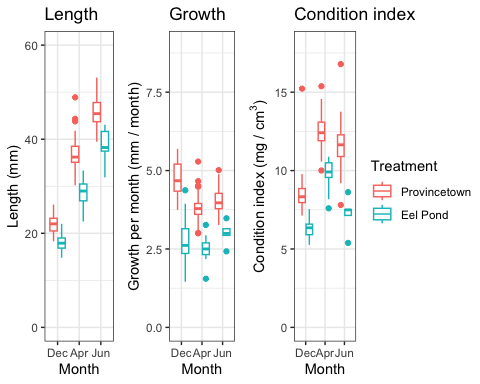 Length
Growth
Condition index
Length (mm)
60
40
20
0
Dec Apr Jun
Month
Growth per month (mm / month)
7.5
5.0
2.5
0.0
Dec Apr Jun
Month
Condition index (mg / cm³)
15
10
5
0
Dec Apr Jun
Month
Treatment
Provincetown
Eel Pond